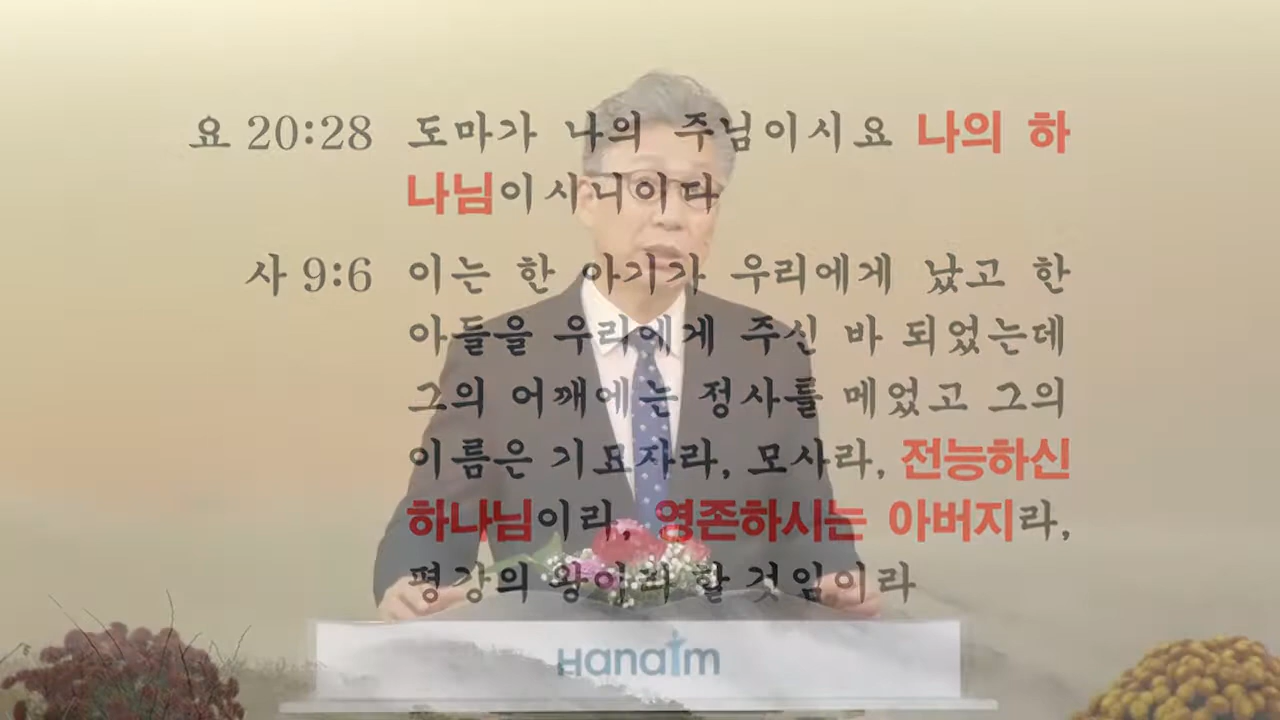 요 20:28 도마가 나의 주님이시요 나의 하
나님이시니이다
사 9:6 이는 한 아기가 우리에게 났고 한
아들을 우리에게 주신 바 되었는데
그의 어깨에는 정사를 메었고 그의
이름은 기묘자라, 모사라, 전능하신
하나님이라, 영존하시는 아버지라,
평강의 왕이라 할 것임이라
Hanaim